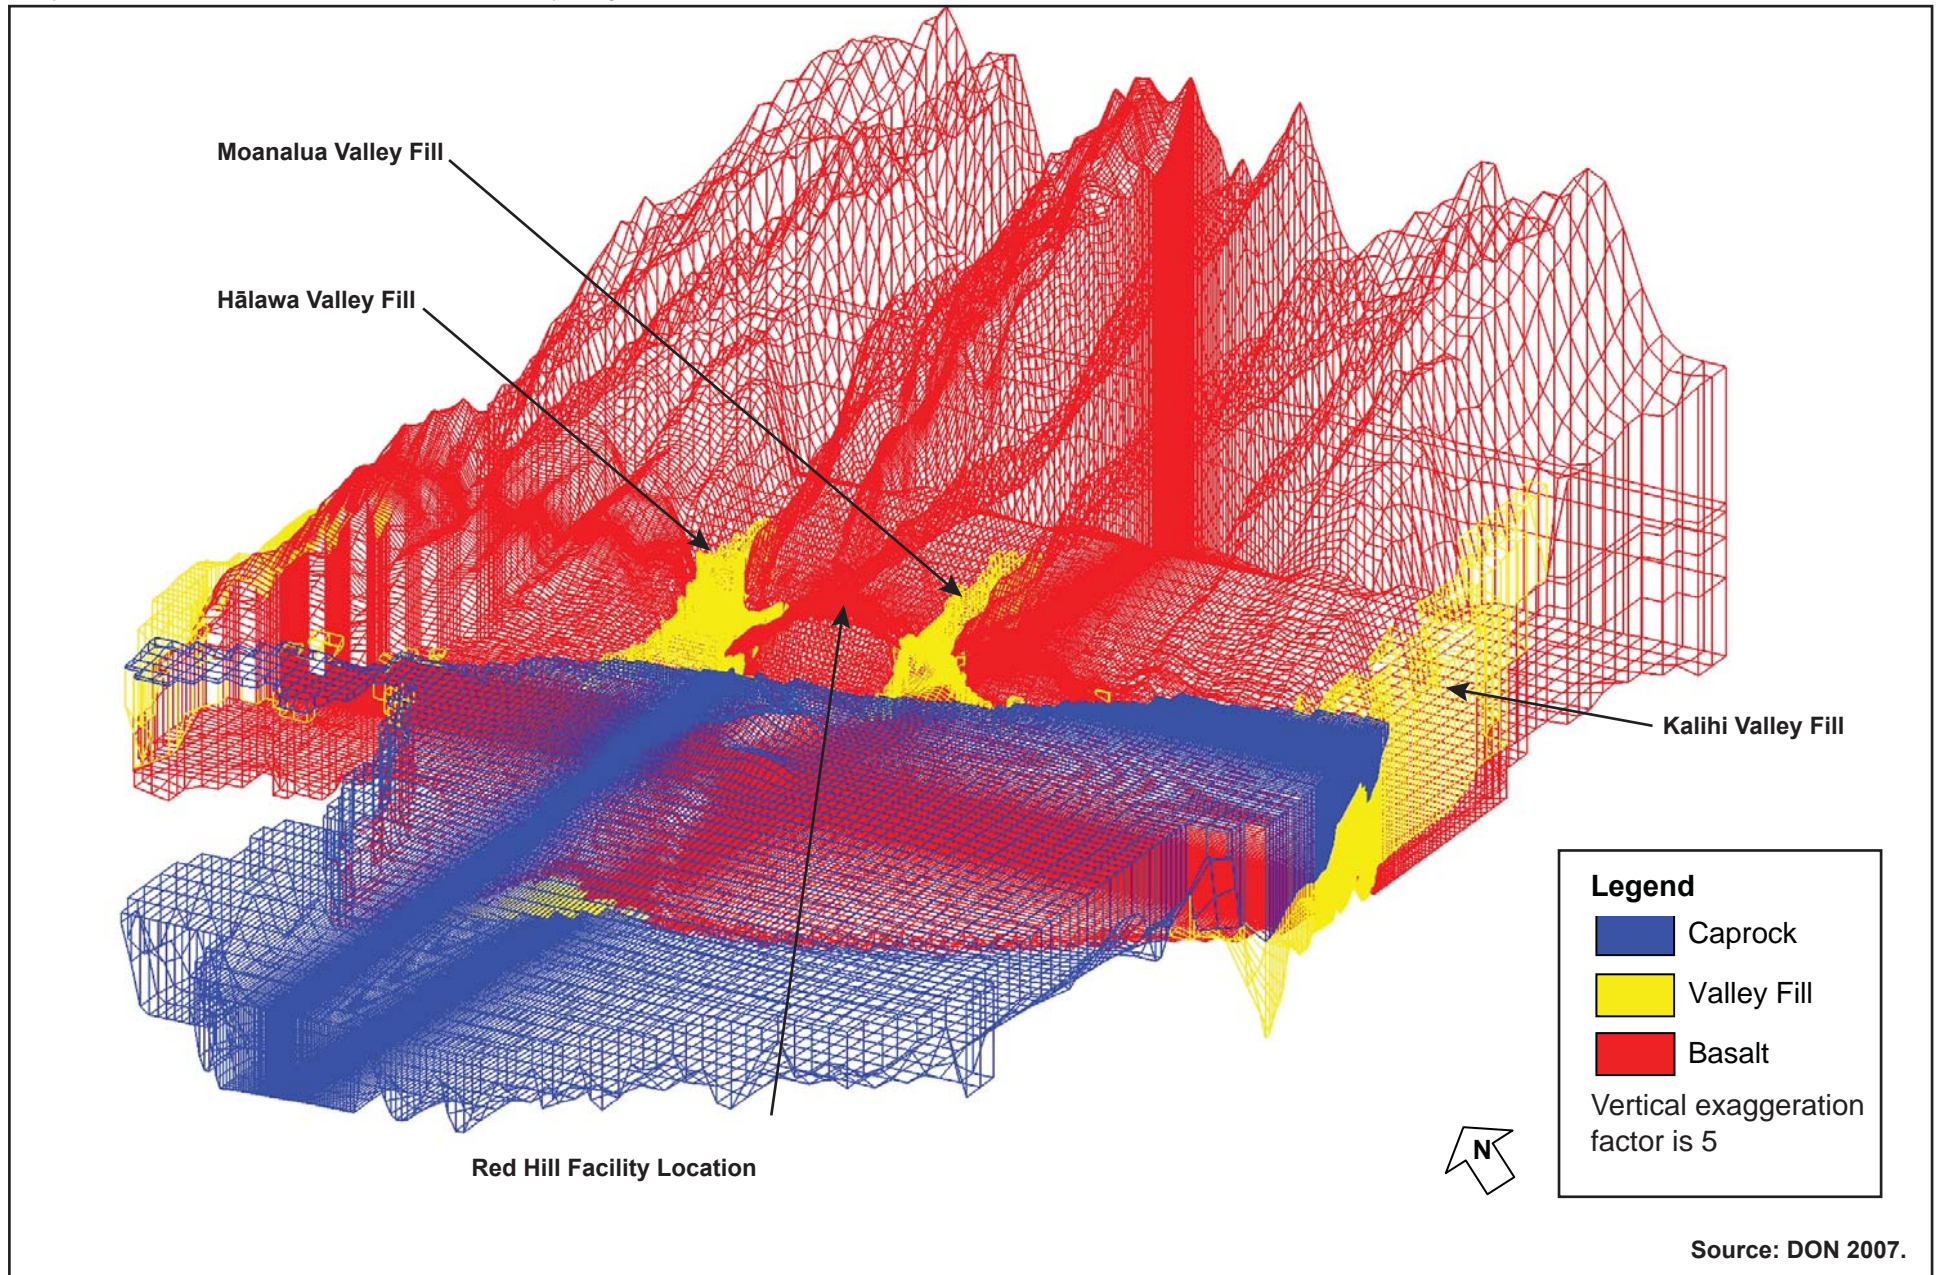 Moanalua Valley Fill
Hālawa Valley Fill
Kalihi Valley Fill
Red Hill Facility Location
N
Legend
Caprock
Valley Fill
Basalt
Vertical exaggeration
factor is 5
Source: DON 2007.